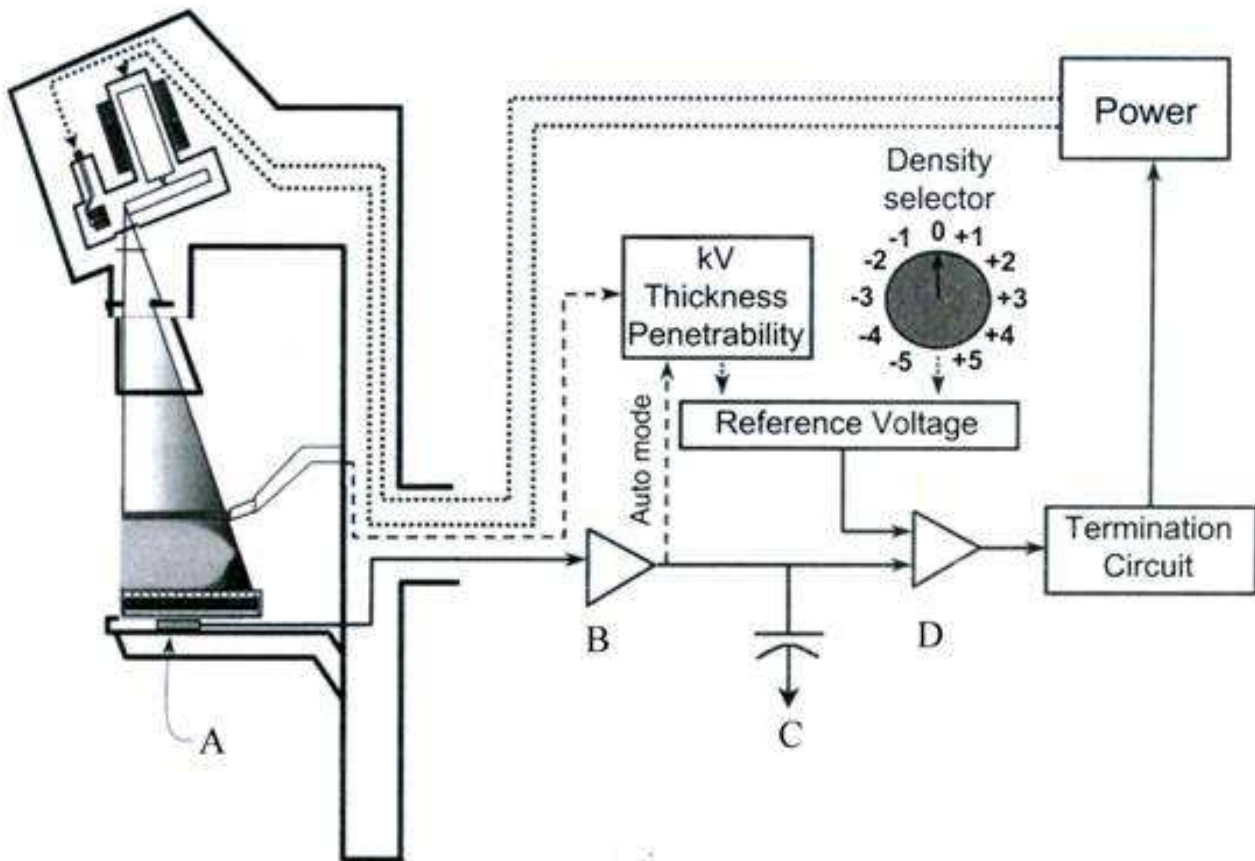 Power
Density
selector
0
-1
+1
-2
+2
-3
+3
-4
+4
-5
+5
kV
Thickness
Penetrability
Reference Voltage
Auto mode
Termination
Circuit
A
B
C
D